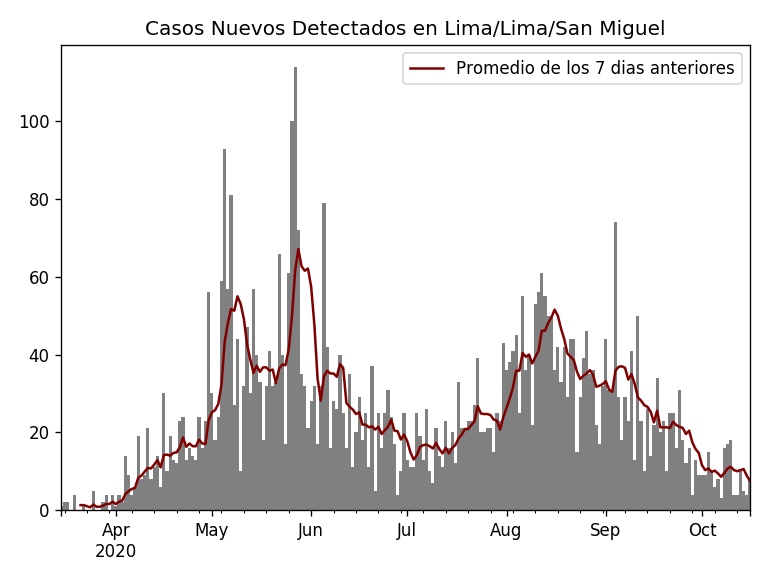 Casos Nuevos Detectados en Lima/Lima/San Miguel
Promedio de los 7 dias anteriores
100
80
60
40
20
0
Apr May Jun Jul Aug Sep Oct
2020